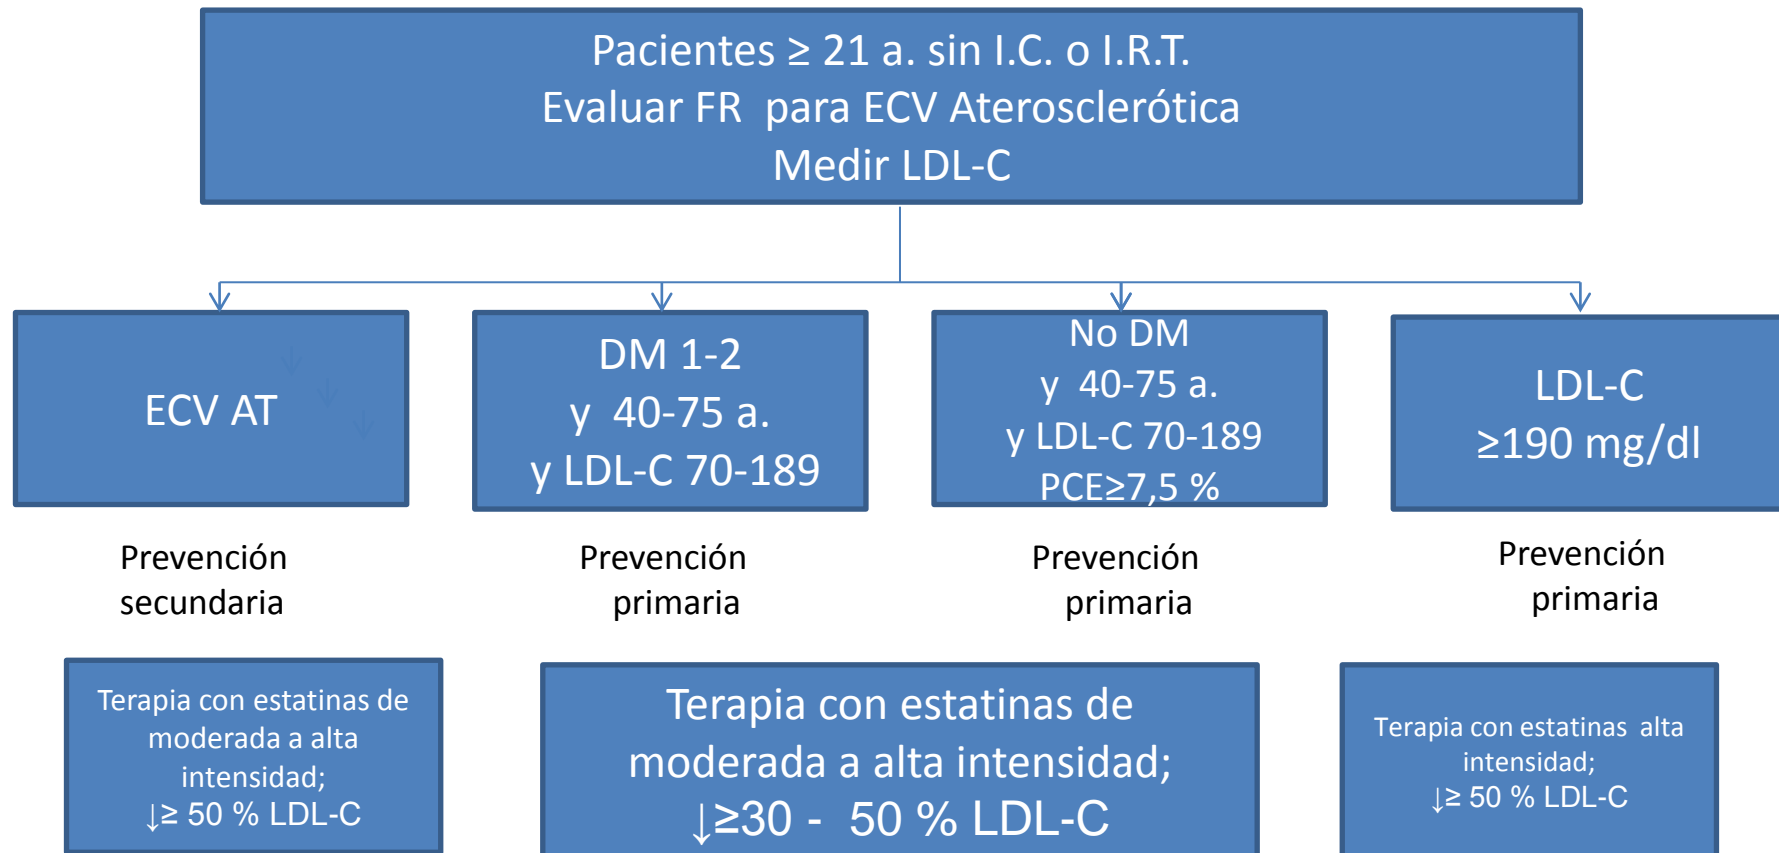 Pacientes ≥ 21 a. sin I.C. o I.R.T.
Evaluar FR para ECV Aterosclerótica
Medir LDL-C
ECV AT
DM 1-2
y 40-75 a.
y LDL-C 70-189
No DM
y 40-75 a.
y LDL-C 70-189
PCE≥7,5 %
LDL-C
≥190 mg/dl
Prevención
secundaria
Prevención
primaria
Prevención
primaria
Prevención
primaria
Terapia con estatinas de
moderada a alta
intensidad;
↓≥ 50 % LDL-C
Terapia con estatinas de
moderada a alta intensidad;
↓≥30 - 50 % LDL-C
Terapia con estatinas alta
intensidad;
↓≥ 50 % LDL-C